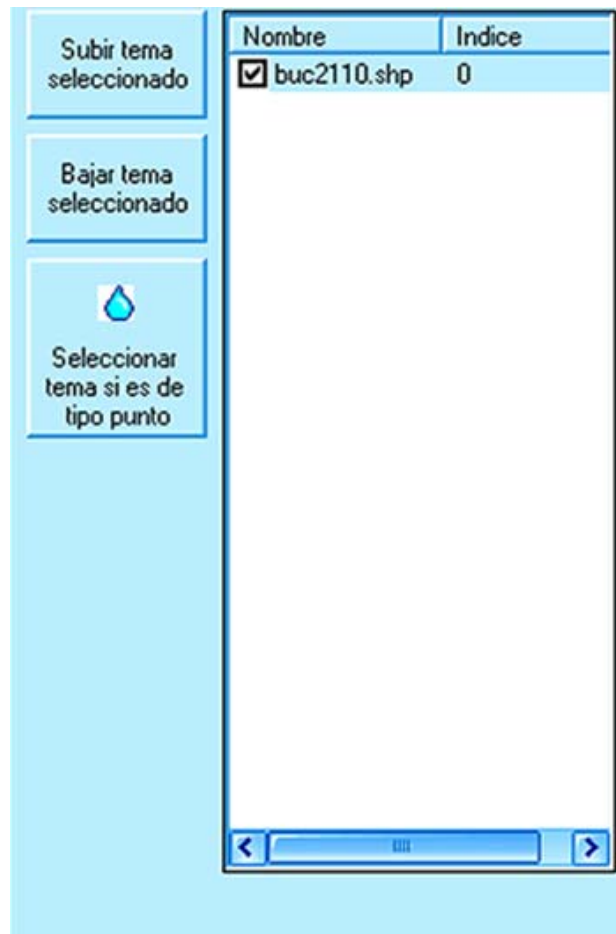 Subir tema
seleccionado
Bajar tema
seleccionado
Seleccionar
tema si es de
tipo punto
Nombre Indice
buc2110.shp 0